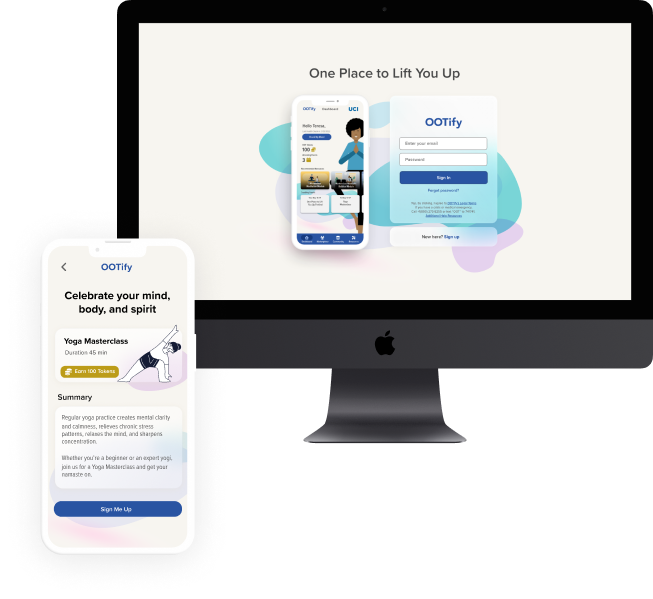 One Place to Lift You Up
OOTify
Dashboard
UCI
Hello Teresa,
100
3
OOTify
Enter your email
Password
Sign In
Forgot password?
New here? Sign up
OOTify
Celebrate your mind,
body, and spirit
Yoga Masterclass
Duration 45 min
Earn 100 Tokens
Summary
Regular yoga practice creates mental clarity
and calmness, relieves chronic stress
patterns, relaxes the mind, and sharpens
concentration.
Whether you're a beginner or an expert yogi,
join us for a Yoga Masterclass and get your
namaste on.
Sign Me Up